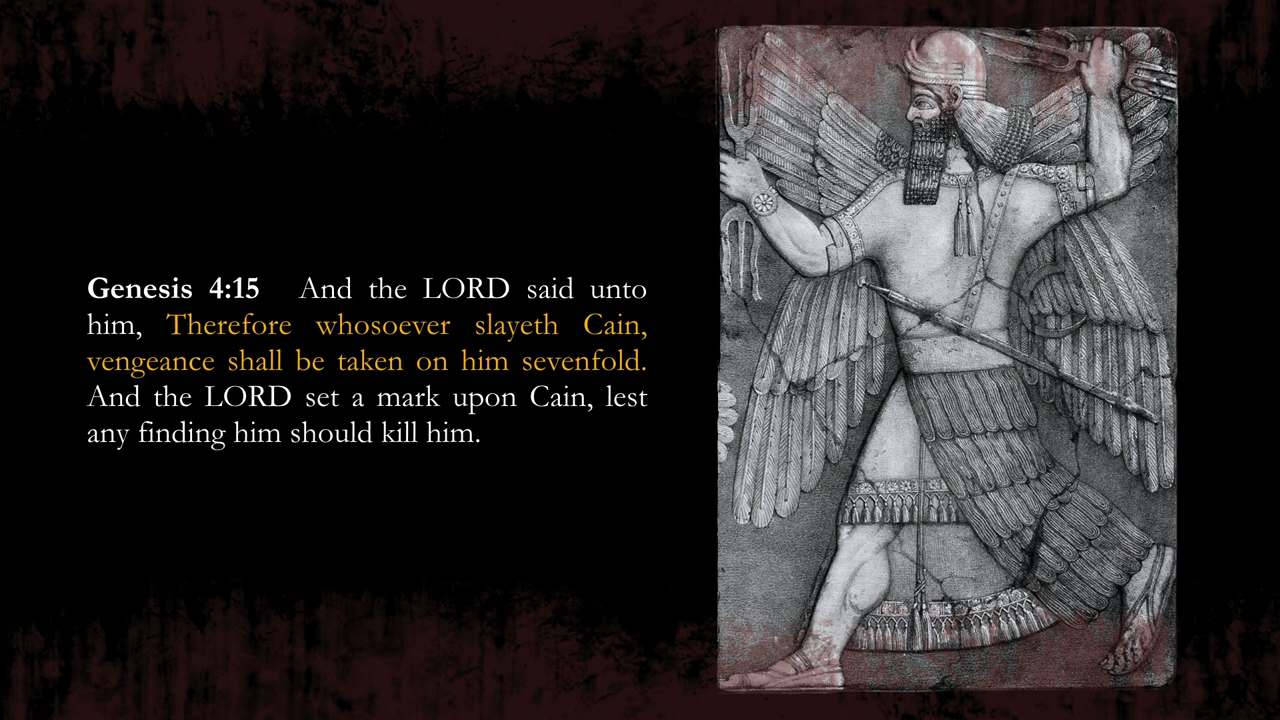 Genesis 4:15 And the LORD said unto
him, Therefore whosoever slayeth Cain,
vengeance shall be taken on him sevenfold.
And the LORD set a mark upon Cain, lest
any finding him should kill him.